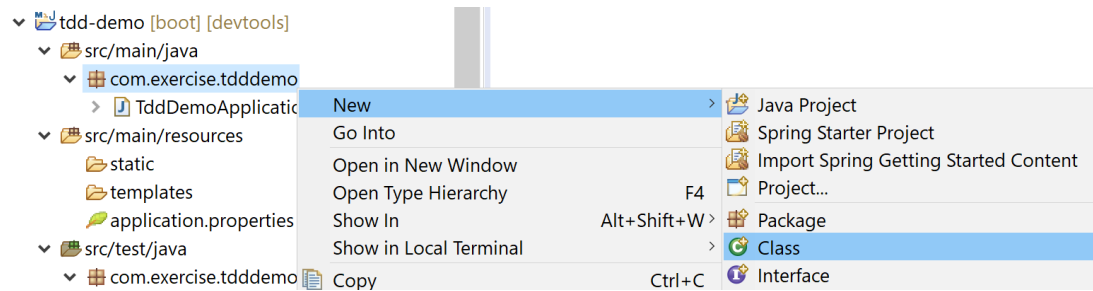 tdd-demo [boot] [devtools]
src/main/java
com.exercise.tdddemo
TddDemoApplicatic
src/main/resources
static
templates
application.properties
src/test/java
com.exercise.tdddemo
New
Go Into
Open in New Window
Open Type Hierarchy F4
Show In Alt+Shift+W
Show in Local Terminal
Copy Ctrl+C
Java Project
Spring Starter Project
Import Spring Getting Started Content
Project...
Package
Class
Interface